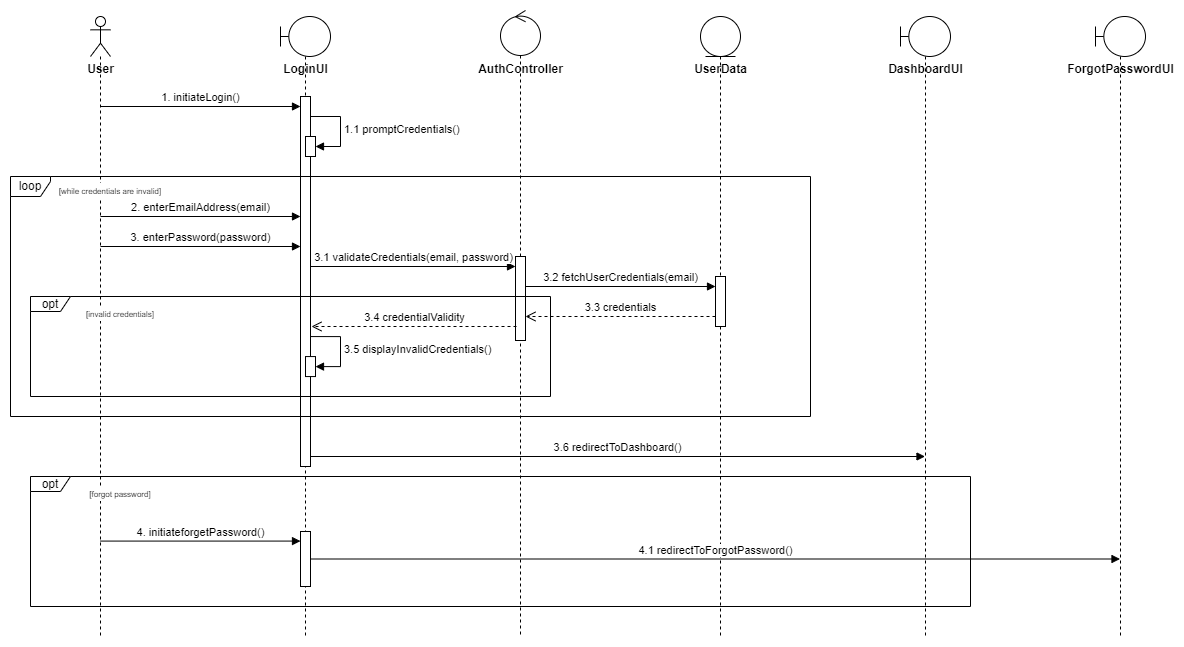 User
LoginUI
AuthController
UserData
DashboardUI
ForgotPasswordUI
1. initiateLogin()
1.1 promptCredentials()
loop
[while credentials are invalid]
2. enterEmailAddress(email)
3. enterPassword(password)
3.1 validateCredentials(email, password)
3.2 fetchUserCredentials(email)
opt
[invalid credentials]
3.3 credentials
3.4 credentialValidity
3.5 displayInvalidCredentials()
3.6 redirectToDashboard()
opt
[forgot password]
4. initiateforgetPassword()
4.1 redirectToForgotPassword()